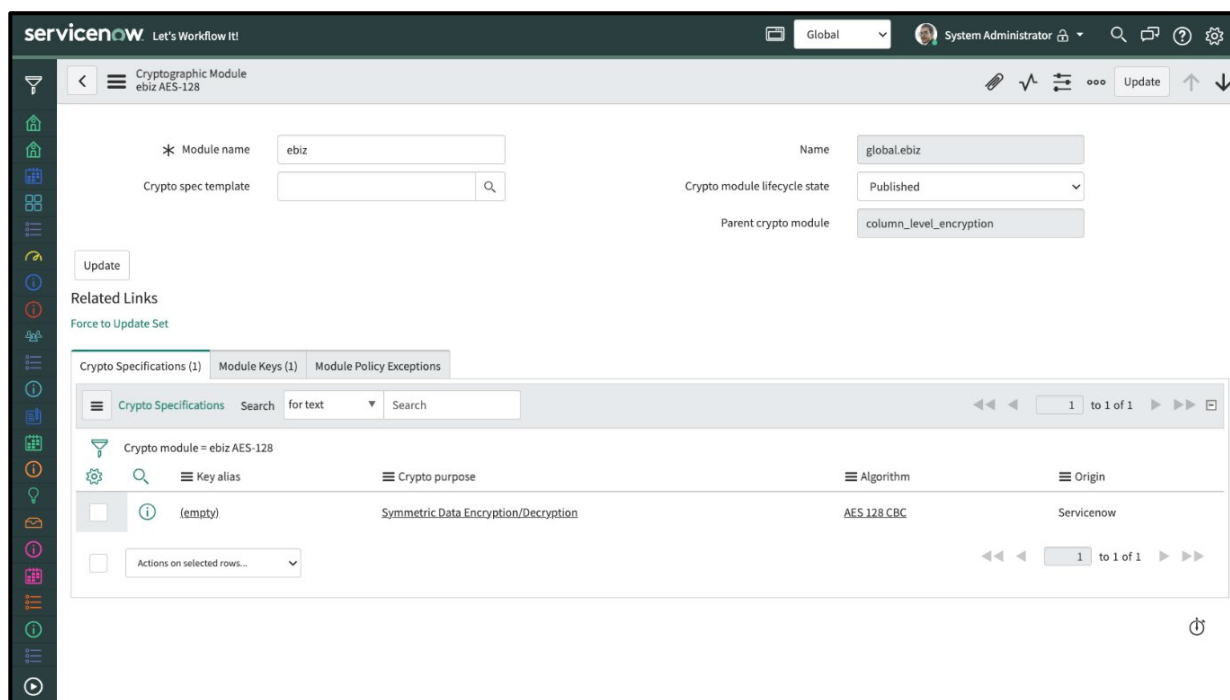 servicenow. Let's Workflow It!
Global
System Administrator
Cryptographic Module
ebiz AES-128
Update
* Module name
ebiz
Name
global.ebiz
Crypto spec template
Crypto module lifecycle state
Published
Parent crypto module
column_level_encryption
Update
Related Links
Force to Update Set
Crypto Specifications (1)
Module Keys (1)
Module Policy Exceptions
Crypto Specifications
Search
for text
Search
1 to 1 of 1
Crypto module = ebiz AES-128
Key alias
Crypto purpose
Algorithm
Origin
(empty)
Symmetric Data Encryption/Decryption
AES 128 CBC
Servicenow
Actions on selected rows...
1 to 1 of 1